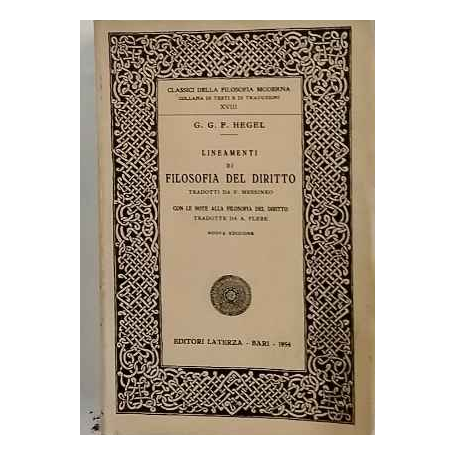 CLASSICI DELLA FILOSOFIA MODERNA
COLLANA DI TESTI E DI TRADUZIONI
XVIII
G. G. F. HEGEL
LINEAMENTI
DI
FILOSOFIA DEL DIRITTO
TRADOTTI DA F. MESSINEO
CON LE NOTE ALLA FILOSOFIA DEL DIRITTO
TRADOTTE DA A. PLEBE
NUOVA EDIZIONE
EDITORI LATERZA - BARI - 1954